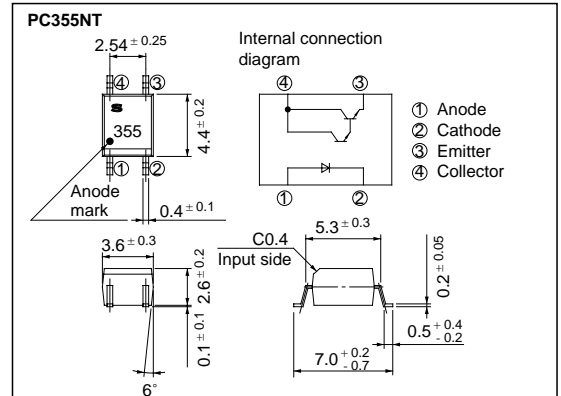 PC355NT
2.54 ± 0.25
Internal connection
diagram
④ ③
④ ③
355
4.4 ± 0.2
① Anode
② Cathode
③ Emitter
④ Collector
① ②
① ②
Anode
mark
0.4 ± 0.1
3.6 ± 0.3
2.6 ± 0.2
0.1 ± 0.1
6°
C0.4
Input side
5.3 ± 0.3
0.2 ± 0.05
0.5 + 0.4 - 0.2
7.0 + 0.2 - 0.7